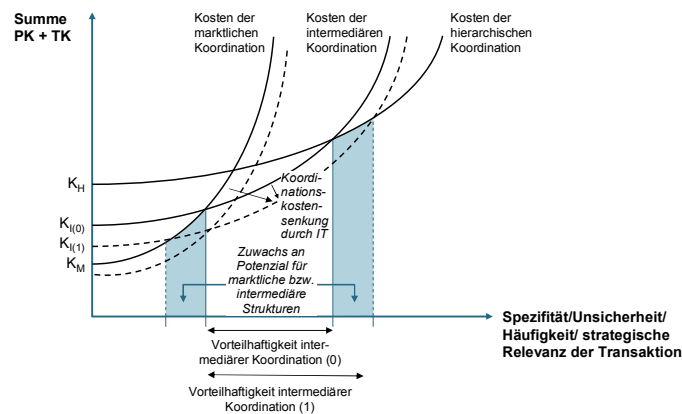 Summe
PK + TK
Kosten der
marktlichen
Koordination
Kosten der
intermediären
Koordination
Kosten der
hierarchischen
Koordination
K_H
K_I(0)
K_I(1)
K_M
Koordi-
nations-
kosten-
senkung
durch IT
Zuwachs an
Potenzial für
marktliche bzw.
intermediäre
Strukturen
Spezifität/Unsicherheit/
Häufigkeit/ strategische
Relevanz der Transaktion
Vorteilhaftigkeit inter-
mediärer Koordination (0)
Vorteilhaftigkeit intermediärer
Koordination (1)